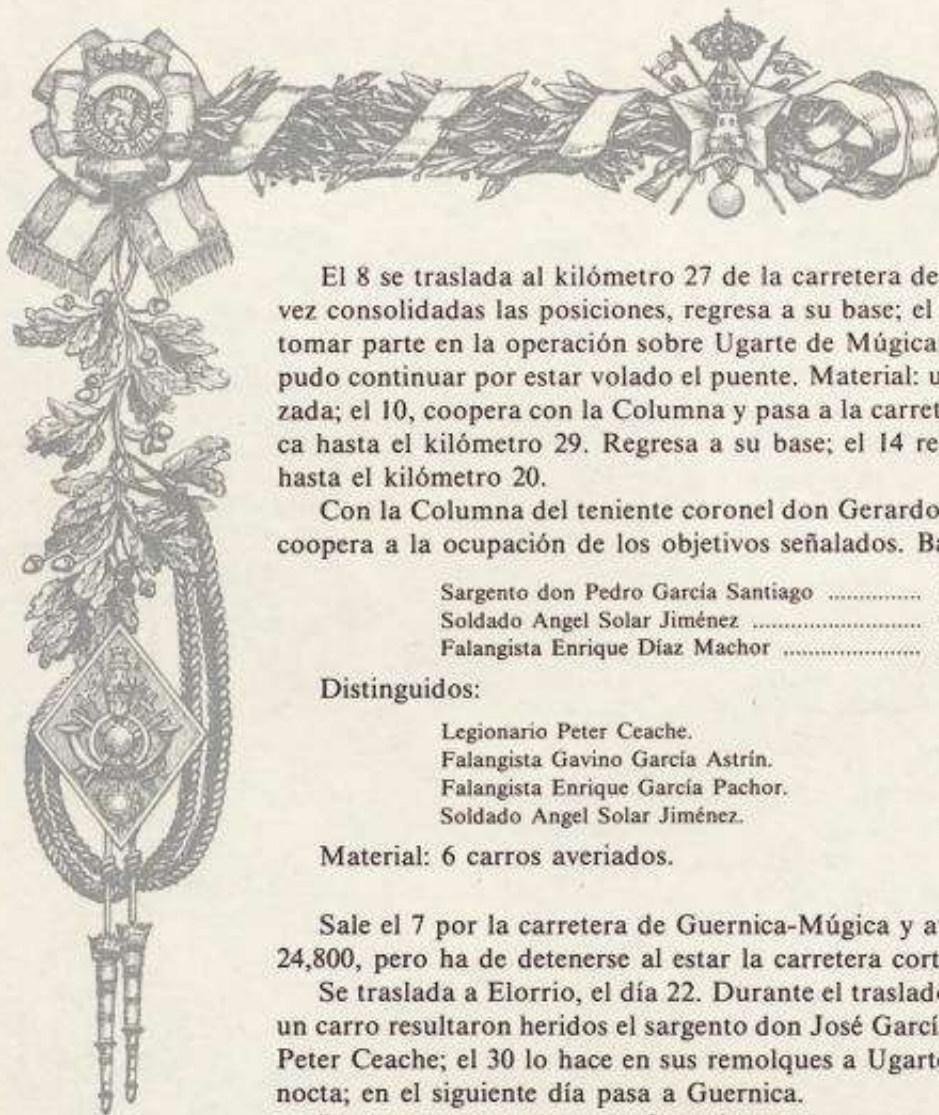 El 8 se traslada al kilómetro 27 de la carretera de
vez consolidadas las posiciones, regresa a su base; el
tomar parte en la operación sobre Ugarte de Múgica
pudo continuar por estar volado el puente. Material: u
zada; el 10, coopera con la Columna y pasa a la carret
ca hasta el kilómetro 29. Regresa a su base; el 14 re
hasta el kilómetro 20.
Con la Columna del teniente coronel don Gerardo
coopera a la ocupación de los objetivos señalados. Ba
Sargento don Pedro García Santiago ...............
Soldado Angel Solar Jiménez ...........................
Falangista Enrique Díaz Machor ......................
Distinguidos:
Legionario Peter Ceache.
Falangista Gavino García Astrín.
Falangista Enrique García Pachor.
Soldado Angel Solar Jiménez.
Material: 6 carros averiados.
Sale el 7 por la carretera de Guernica-Múgica y a
24,800, pero ha de detenerse al estar la carretera cort
Se traslada a Elorrio, el día 22. Durante el traslado
un carro resultaron heridos el sargento don José Garcí
Peter Ceache; el 30 lo hace en sus remolques a Ugart
nocta; en el siguiente día pasa a Guernica.